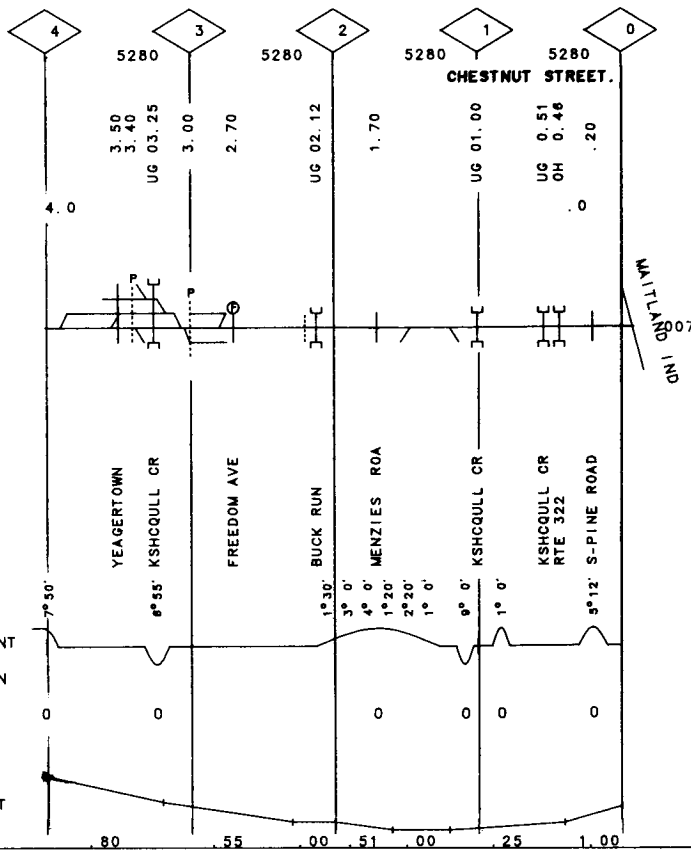 4 3 2 1 0
5280 5280 5280 5280
CHESTNUT STREET.
3.50
3.40
UG 03.25
3.00
2.70
UG 02.12
1.70
UG 01.00
UG 0.51
OH 0.46
.20
4.0 .0
P P F
MAITLAND IND
007
YEAGERTOWN
KSHCQULL CR
FREEDOM AVE
BUCK RUN
MENZIES ROA
KSHCQULL CR
KSHCQULL CR
RTE 322
S-PINE ROAD
7°50'
6°55'
1°30'
3° 0'
4° 0'
1°20'
2°20'
1° 0'
9° 0'
1° 0'
5°12'
NT
N
0 0 0 0 0 0
T
.80 .55 .00 .51 .00 .25 1.00